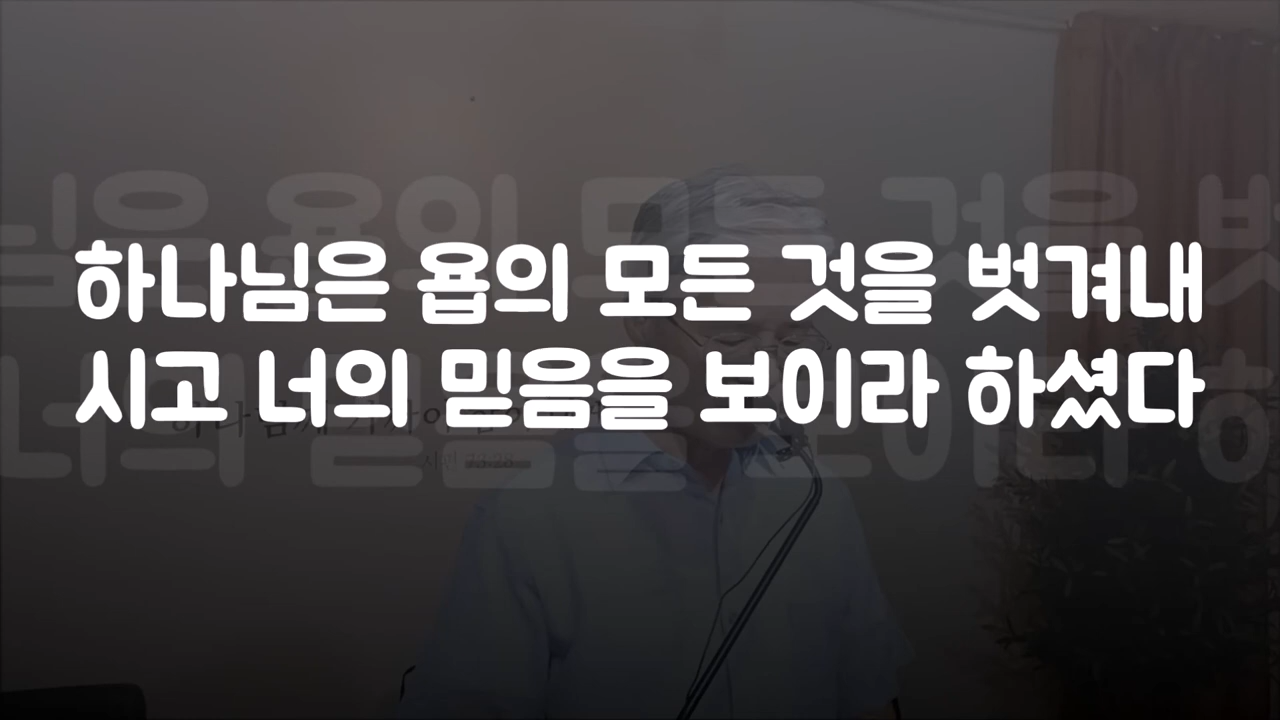 하나님은 욥의 모든 것을 벗겨내
시고 너의 믿음을 보이라 하셨다